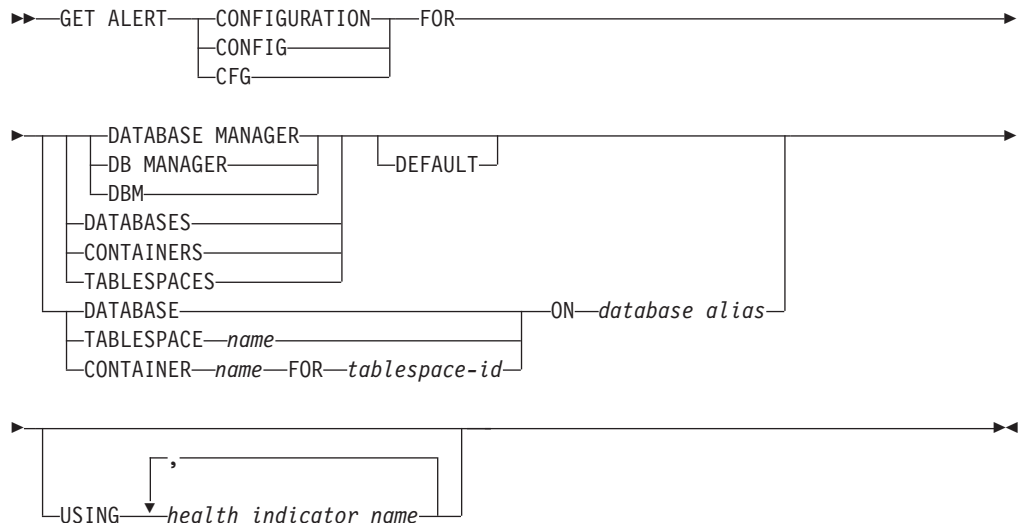 GET ALERT CONFIGURATION FOR
CONFIG
CFG
DATABASE MANAGER
DB MANAGER DEFAULT
DBM
DATABASES
CONTAINERS
TABLESPACES
DATABASE ON database alias
TABLESPACE name
CONTAINER name FOR tablespace-id
,
USING health indicator name